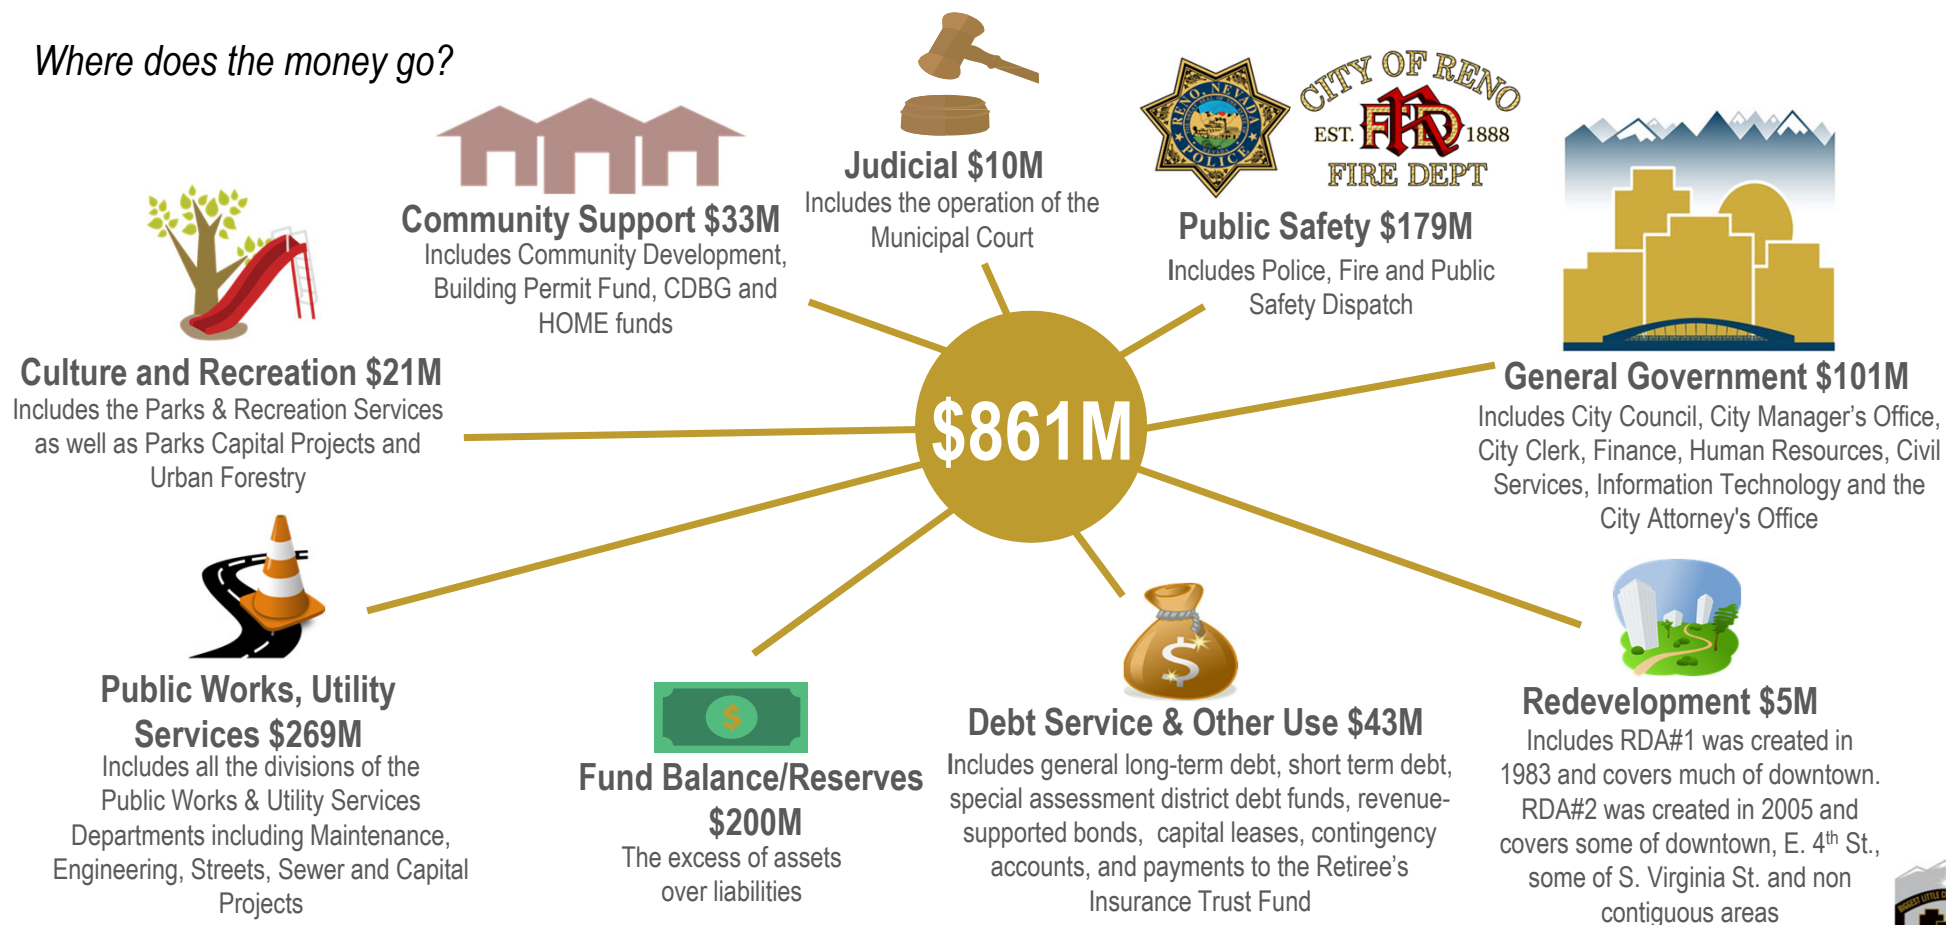 Where does the money go?
Judicial $10M
Includes the operation of the
Municipal Court
RENO, NEVADA
POLICE
CITY OF RENO
EST. RFD 1888
FIRE DEPT
Public Safety $179M
Includes Police, Fire and Public
Safety Dispatch
Community Support $33M
Includes Community Development,
Building Permit Fund, CDBG and
HOME funds
Culture and Recreation $21M
Includes the Parks & Recreation Services
as well as Parks Capital Projects and
Urban Forestry
$861M
General Government $101M
Includes City Council, City Manager’s Office,
City Clerk, Finance, Human Resources, Civil
Services, Information Technology and the
City Attorney's Office
Public Works, Utility
Services $269M
Includes all the divisions of the
Public Works & Utility Services
Departments including Maintenance,
Engineering, Streets, Sewer and Capital
Projects
$
Fund Balance/Reserves
$200M
The excess of assets
over liabilities
$
Debt Service & Other Use $43M
Includes general long-term debt, short term debt,
special assessment district debt funds, revenue-
supported bonds, capital leases, contingency
accounts, and payments to the Retiree’s
Insurance Trust Fund
Redevelopment $5M
Includes RDA#1 was created in
1983 and covers much of downtown.
RDA#2 was created in 2005 and
covers some of downtown, E. 4th St.,
some of S. Virginia St. and non
contiguous areas
BIGGEST LITTLE